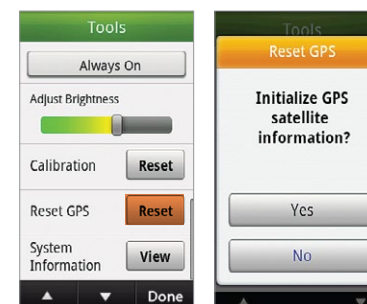 Tools
Always On
Adjust Brightness
Calibration
Reset
Reset GPS
Reset
System
Information
View
Done
Tools
Reset GPS
Initialize GPS
satellite
information?
Yes
No